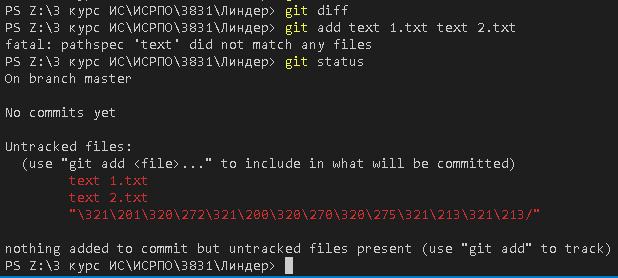 PS Z:\3 курс ИС\ИСРПО\3831\Линдер> git diff
PS Z:\3 курс ИС\ИСРПО\3831\Линдер> git add text 1.txt text 2.txt
fatal: pathspec 'text' did not match any files
PS Z:\3 курс ИС\ИСРПО\3831\Линдер> git status
On branch master
No commits yet
Untracked files:
(use "git add <file>..." to include in what will be committed)
text 1.txt
text 2.txt
"\321\201\320\272\321\200\320\270\320\275\321\213\321\213/"
nothing added to commit but untracked files present (use "git add" to track)
PS Z:\3 курс ИС\ИСРПО\3831\Линдер>